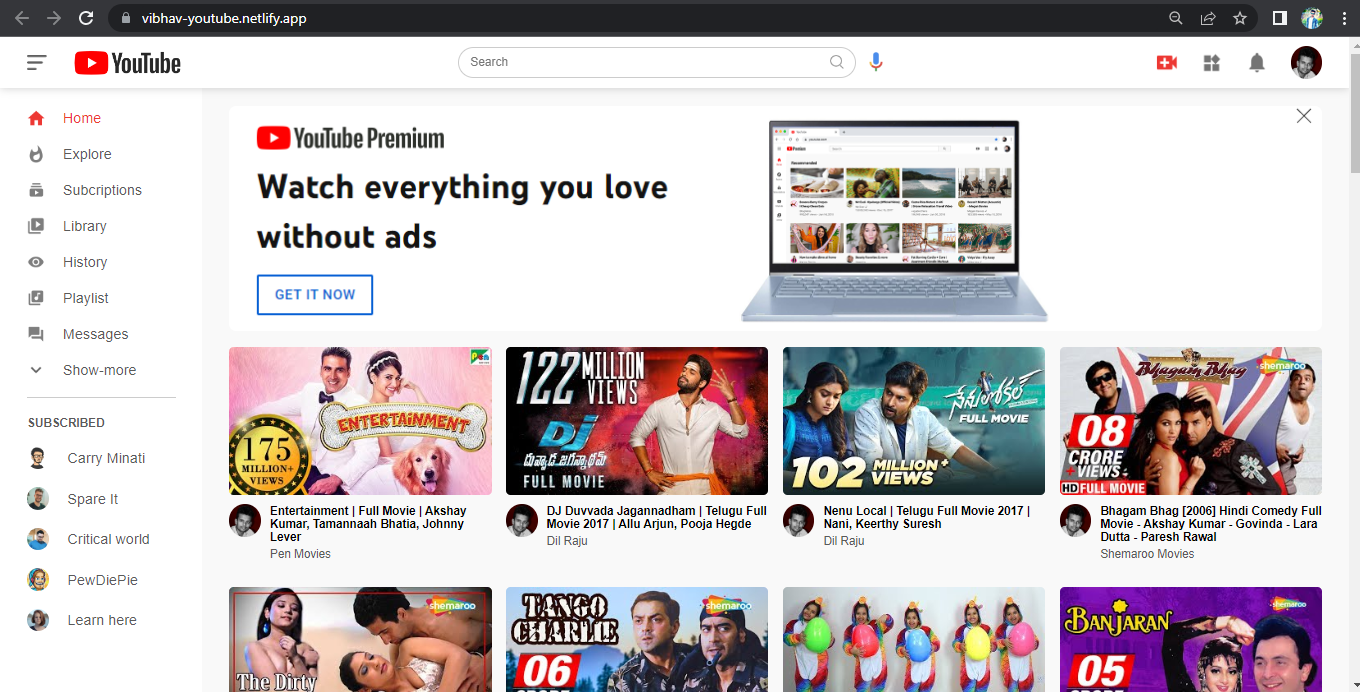 vibhav-youtube.netlify.app
YouTube
Search
Home
Explore
Subcriptions
Library
History
Playlist
Messages
Show-more
SUBSCRIBED
Carry Minati
Spare It
Critical world
PewDiePie
Learn here
YouTube Premium
Watch everything you love
without ads
GET IT NOW
Recommended
Pen
ENTERTAINMENT
175
MILLION+
VIEWS
Entertainment | Full Movie | Akshay
Kumar, Tamannaah Bhatia, Johnny
Lever
Pen Movies
122 MILLION
VIEWS
DJ
దువ్వాడ జగన్నాథమ్
FULL MOVIE
DJ Duvvada Jagannadham | Telugu Full
Movie 2017 | Allu Arjun, Pooja Hegde
Dil Raju
నేను లోకల్
FULL MOVIE
102 MILLION+
VIEWS
Nenu Local | Telugu Full Movie 2017 |
Nani, Keerthy Suresh
Dil Raju
Bhagam Bhag
shemaroo
08
CRORE
+VIEWS
HD FULL MOVIE
Bhagam Bhag [2006] Hindi Comedy Full
Movie - Akshay Kumar - Govinda - Lara
Dutta - Paresh Rawal
Shemaroo Movies
shemaroo
The Dirty
TANGO
CHARLIE
shemaroo
06
BANJARAN
shemaroo
05